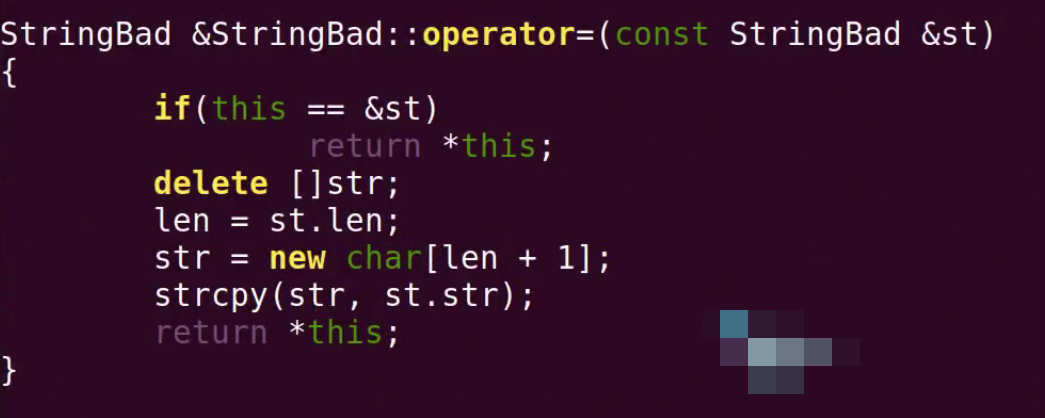 StringBad &StringBad::operator=(const StringBad &st)
{
        if(this == &st)
                return *this;
        delete []str;
        len = st.len;
        str = new char[len + 1];
        strcpy(str, st.str);
        return *this;
}